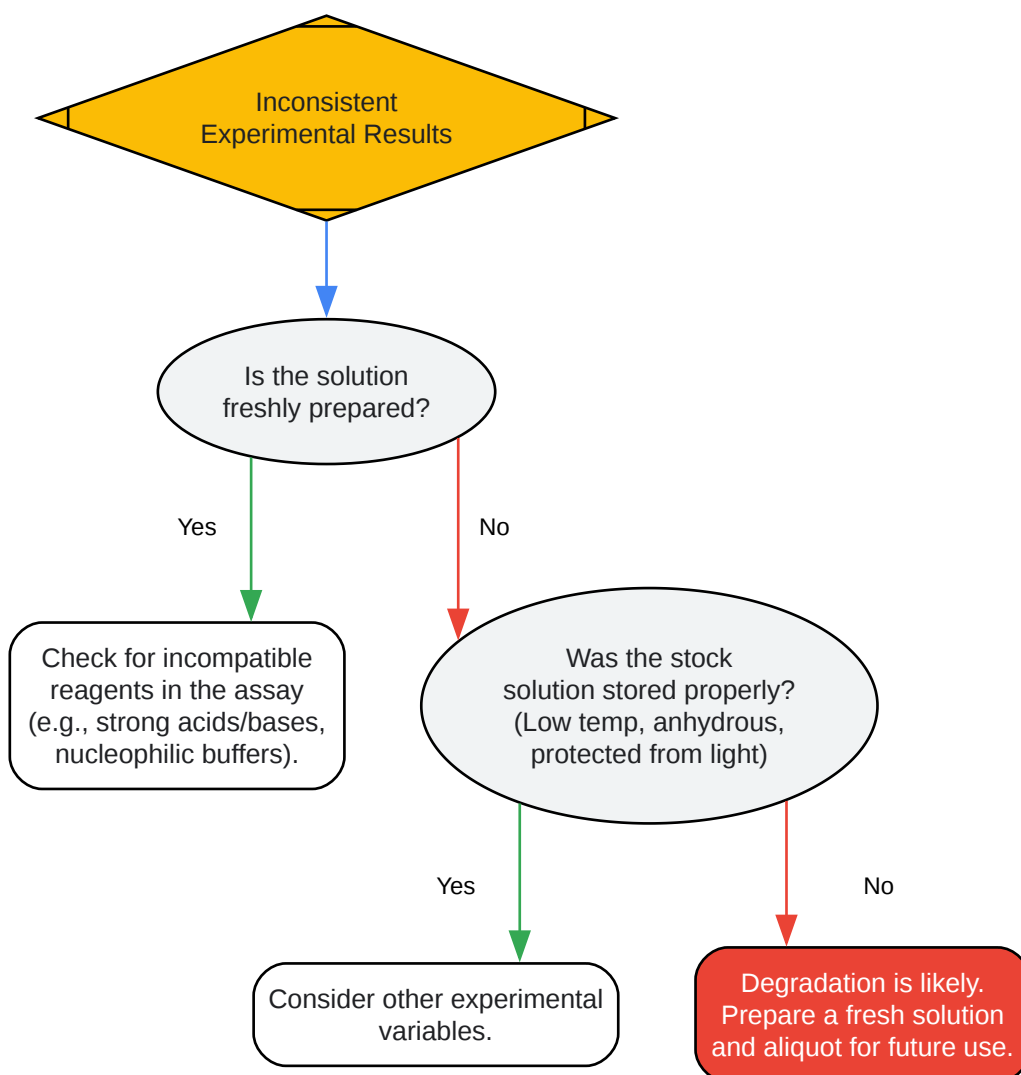 Inconsistent
Experimental Results
Is the solution
freshly prepared?
Yes
No
Check for incompatible
reagents in the assay
(e.g., strong acids/bases,
nucleophilic buffers).
Was the stock
solution stored properly?
(Low temp, anhydrous,
protected from light)
Yes
No
Consider other experimental
variables.
Degradation is likely.
Prepare a fresh solution
and aliquot for future use.